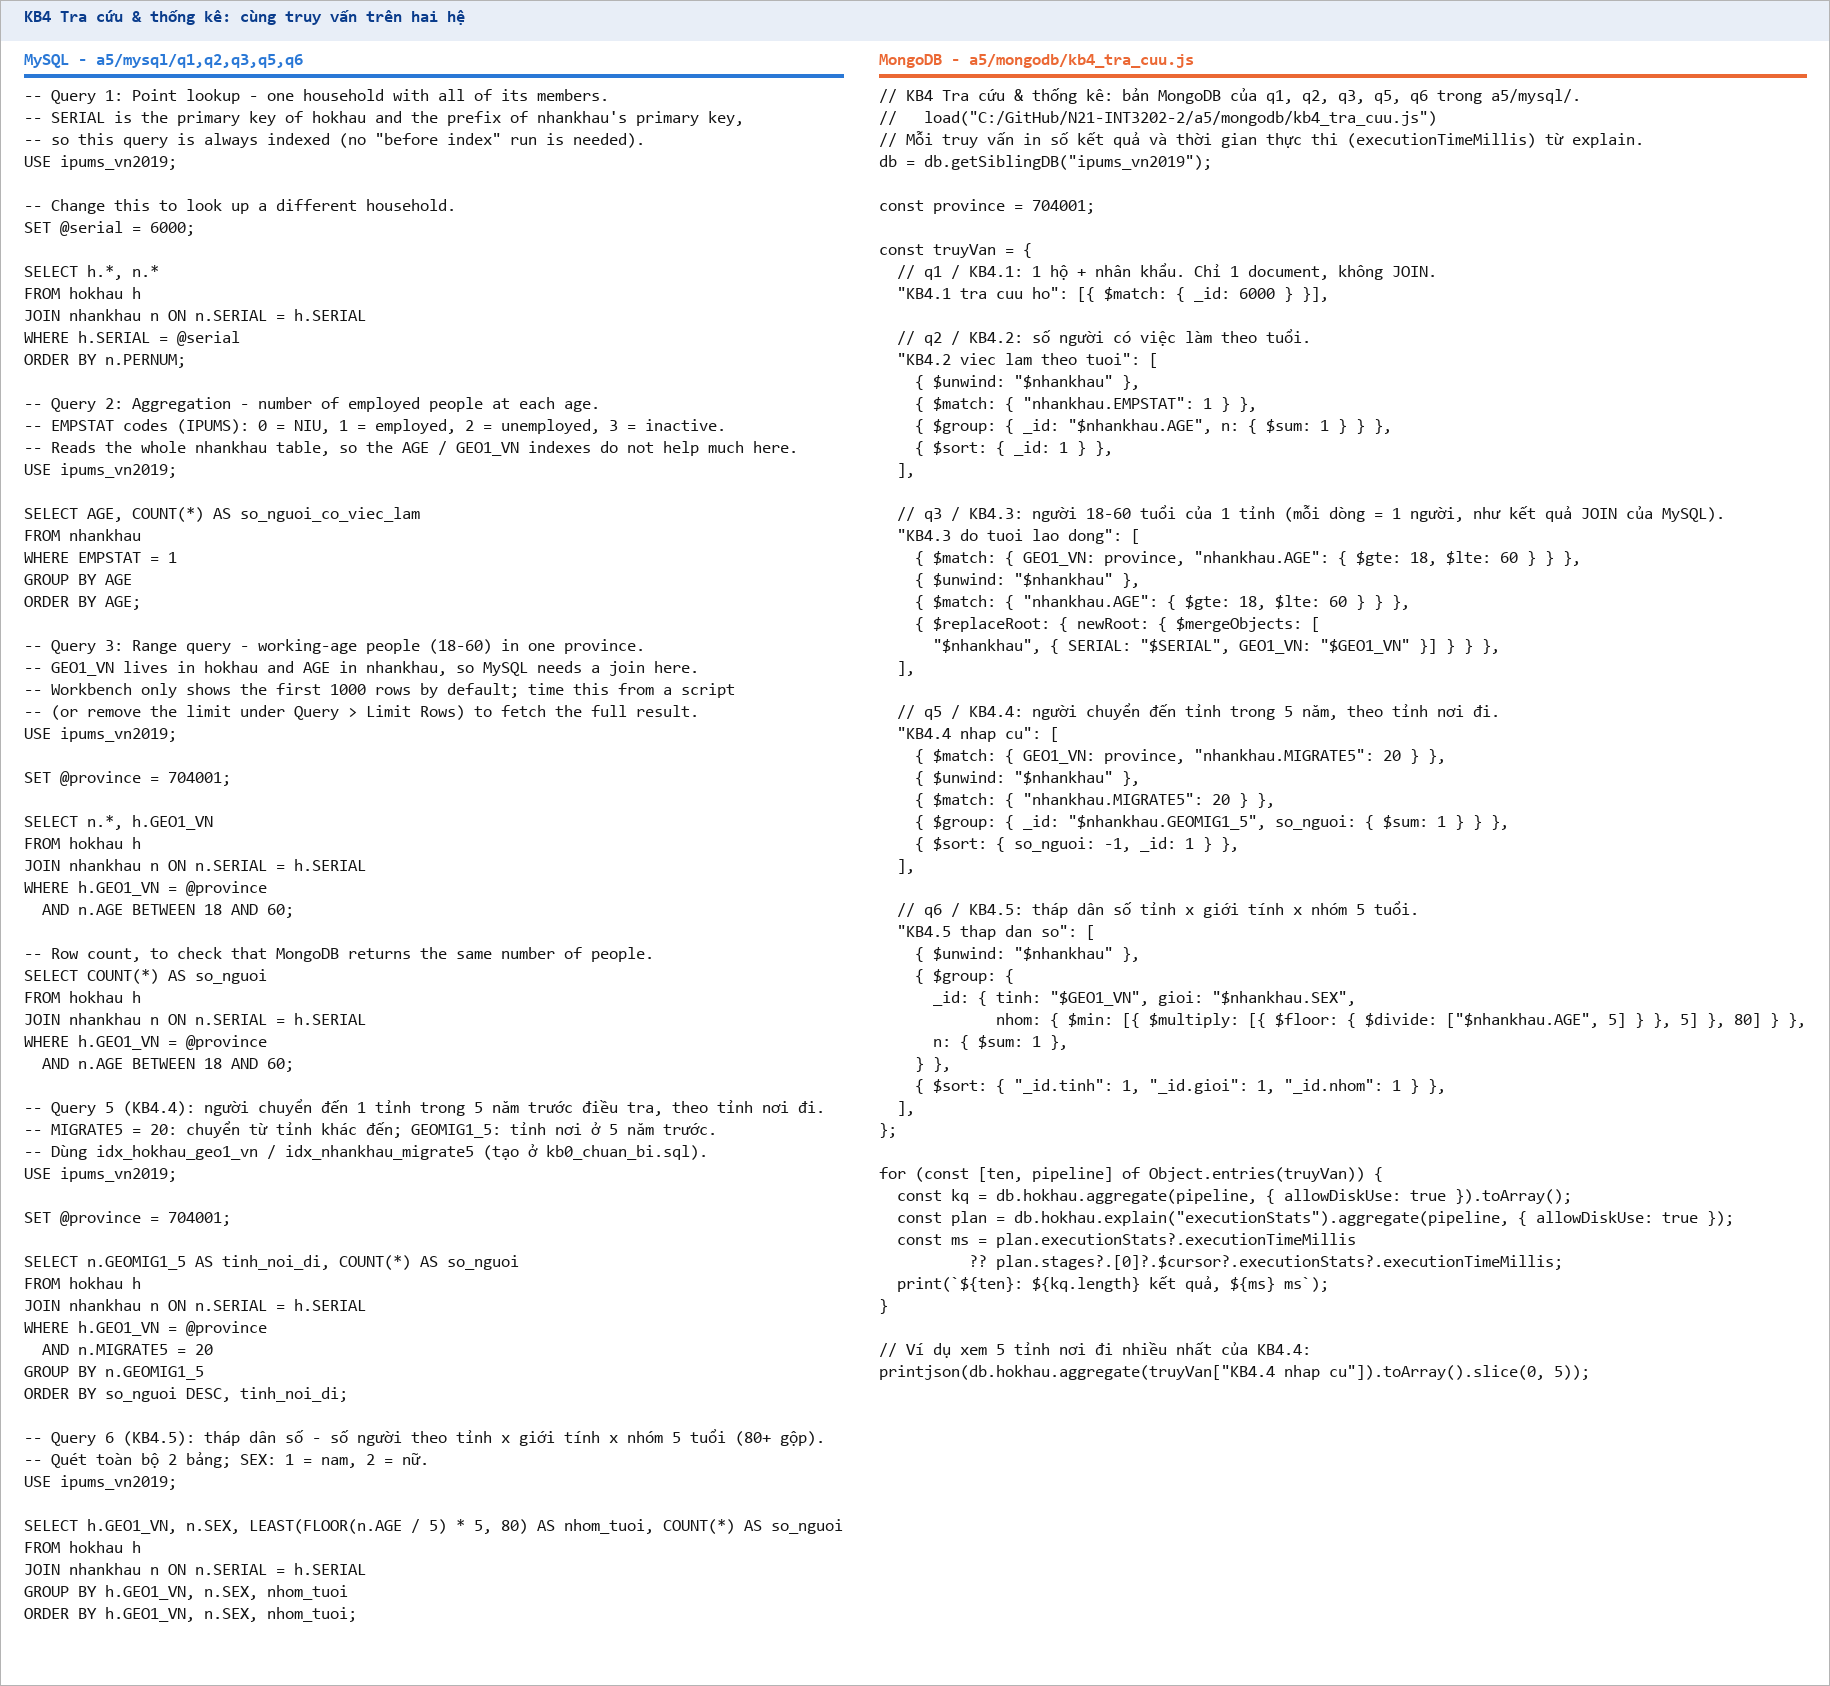 KB4 Tra cứu & thống kê: cùng truy vấn trên hai hệ
MySQL - a5/mysql/q1,q2,q3,q5,q6
-- Query 1: Point lookup - one household with all of its members.
-- SERIAL is the primary key of hokhau and the prefix of nhankhau's primary key,
-- so this query is always indexed (no "before index" run is needed).
USE ipums_vn2019;

-- Change this to look up a different household.
SET @serial = 6000;

SELECT h.*, n.*
FROM hokhau h
JOIN nhankhau n ON n.SERIAL = h.SERIAL
WHERE h.SERIAL = @serial
ORDER BY n.PERNUM;

-- Query 2: Aggregation - number of employed people at each age.
-- EMPSTAT codes (IPUMS): 0 = NIU, 1 = employed, 2 = unemployed, 3 = inactive.
-- Reads the whole nhankhau table, so the AGE / GEO1_VN indexes do not help much here.
USE ipums_vn2019;

SELECT AGE, COUNT(*) AS so_nguoi_co_viec_lam
FROM nhankhau
WHERE EMPSTAT = 1
GROUP BY AGE
ORDER BY AGE;

-- Query 3: Range query - working-age people (18-60) in one province.
-- GEO1_VN lives in hokhau and AGE in nhankhau, so MySQL needs a join here.
-- Workbench only shows the first 1000 rows by default; time this from a script
-- (or remove the limit under Query > Limit Rows) to fetch the full result.
USE ipums_vn2019;

SET @province = 704001;

SELECT n.*, h.GEO1_VN
FROM hokhau h
JOIN nhankhau n ON n.SERIAL = h.SERIAL
WHERE h.GEO1_VN = @province
  AND n.AGE BETWEEN 18 AND 60;

-- Row count, to check that MongoDB returns the same number of people.
SELECT COUNT(*) AS so_nguoi
FROM hokhau h
JOIN nhankhau n ON n.SERIAL = h.SERIAL
WHERE h.GEO1_VN = @province
  AND n.AGE BETWEEN 18 AND 60;

-- Query 5 (KB4.4): người chuyển đến 1 tỉnh trong 5 năm trước điều tra, theo tỉnh nơi đi.
-- MIGRATE5 = 20: chuyển từ tỉnh khác đến; GEOMIG1_5: tỉnh nơi ở 5 năm trước.
-- Dùng idx_hokhau_geo1_vn / idx_nhankhau_migrate5 (tạo ở kb0_chuan_bi.sql).
USE ipums_vn2019;

SET @province = 704001;

SELECT n.GEOMIG1_5 AS tinh_noi_di, COUNT(*) AS so_nguoi
FROM hokhau h
JOIN nhankhau n ON n.SERIAL = h.SERIAL
WHERE h.GEO1_VN = @province
  AND n.MIGRATE5 = 20
GROUP BY n.GEOMIG1_5
ORDER BY so_nguoi DESC, tinh_noi_di;

-- Query 6 (KB4.5): tháp dân số - số người theo tỉnh x giới tính x nhóm 5 tuổi (80+ gộp).
-- Quét toàn bộ 2 bảng; SEX: 1 = nam, 2 = nữ.
USE ipums_vn2019;

SELECT h.GEO1_VN, n.SEX, LEAST(FLOOR(n.AGE / 5) * 5, 80) AS nhom_tuoi, COUNT(*) AS so_nguoi
FROM hokhau h
JOIN nhankhau n ON n.SERIAL = h.SERIAL
GROUP BY h.GEO1_VN, n.SEX, nhom_tuoi
ORDER BY h.GEO1_VN, n.SEX, nhom_tuoi;

MongoDB - a5/mongodb/kb4_tra_cuu.js
// KB4 Tra cứu & thống kê: bản MongoDB của q1, q2, q3, q5, q6 trong a5/mysql/.
//   load("C:/GitHub/N21-INT3202-2/a5/mongodb/kb4_tra_cuu.js")
// Mỗi truy vấn in số kết quả và thời gian thực thi (executionTimeMillis) từ explain.
db = db.getSiblingDB("ipums_vn2019");

const province = 704001;

const truyVan = {
  // q1 / KB4.1: 1 hộ + nhân khẩu. Chỉ 1 document, không JOIN.
  "KB4.1 tra cuu ho": [{ $match: { _id: 6000 } }],

  // q2 / KB4.2: số người có việc làm theo tuổi.
  "KB4.2 viec lam theo tuoi": [
    { $unwind: "$nhankhau" },
    { $match: { "nhankhau.EMPSTAT": 1 } },
    { $group: { _id: "$nhankhau.AGE", n: { $sum: 1 } } },
    { $sort: { _id: 1 } },
  ],

  // q3 / KB4.3: người 18-60 tuổi của 1 tỉnh (mỗi dòng = 1 người, như kết quả JOIN của MySQL).
  "KB4.3 do tuoi lao dong": [
    { $match: { GEO1_VN: province, "nhankhau.AGE": { $gte: 18, $lte: 60 } } },
    { $unwind: "$nhankhau" },
    { $match: { "nhankhau.AGE": { $gte: 18, $lte: 60 } } },
    { $replaceRoot: { newRoot: { $mergeObjects: [
      "$nhankhau", { SERIAL: "$SERIAL", GEO1_VN: "$GEO1_VN" }] } } },
  ],

  // q5 / KB4.4: người chuyển đến tỉnh trong 5 năm, theo tỉnh nơi đi.
  "KB4.4 nhap cu": [
    { $match: { GEO1_VN: province, "nhankhau.MIGRATE5": 20 } },
    { $unwind: "$nhankhau" },
    { $match: { "nhankhau.MIGRATE5": 20 } },
    { $group: { _id: "$nhankhau.GEOMIG1_5", so_nguoi: { $sum: 1 } } },
    { $sort: { so_nguoi: -1, _id: 1 } },
  ],

  // q6 / KB4.5: tháp dân số tỉnh x giới tính x nhóm 5 tuổi.
  "KB4.5 thap dan so": [
    { $unwind: "$nhankhau" },
    { $group: {
      _id: { tinh: "$GEO1_VN", gioi: "$nhankhau.SEX",
             nhom: { $min: [{ $multiply: [{ $floor: { $divide: ["$nhankhau.AGE", 5] } }, 5] }, 80] } },
      n: { $sum: 1 },
    } },
    { $sort: { "_id.tinh": 1, "_id.gioi": 1, "_id.nhom": 1 } },
  ],
};

for (const [ten, pipeline] of Object.entries(truyVan)) {
  const kq = db.hokhau.aggregate(pipeline, { allowDiskUse: true }).toArray();
  const plan = db.hokhau.explain("executionStats").aggregate(pipeline, { allowDiskUse: true });
  const ms = plan.executionStats?.executionTimeMillis
          ?? plan.stages?.[0]?.$cursor?.executionStats?.executionTimeMillis;
  print(`${ten}: ${kq.length} kết quả, ${ms} ms`);
}

// Ví dụ xem 5 tỉnh nơi đi nhiều nhất của KB4.4:
printjson(db.hokhau.aggregate(truyVan["KB4.4 nhap cu"]).toArray().slice(0, 5));